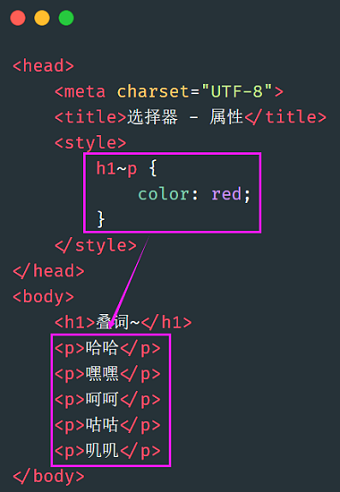 <head>
<meta charset="UTF-8">
<title>选择器 - 属性</title>
<style>
h1~p {
color: red;
}
</style>
</head>
<body>
<h1>叠词~</h1>
<p>哈哈</p>
<p>嘿嘿</p>
<p>呵呵</p>
<p>咕咕</p>
<p>叽叽</p>
</body>